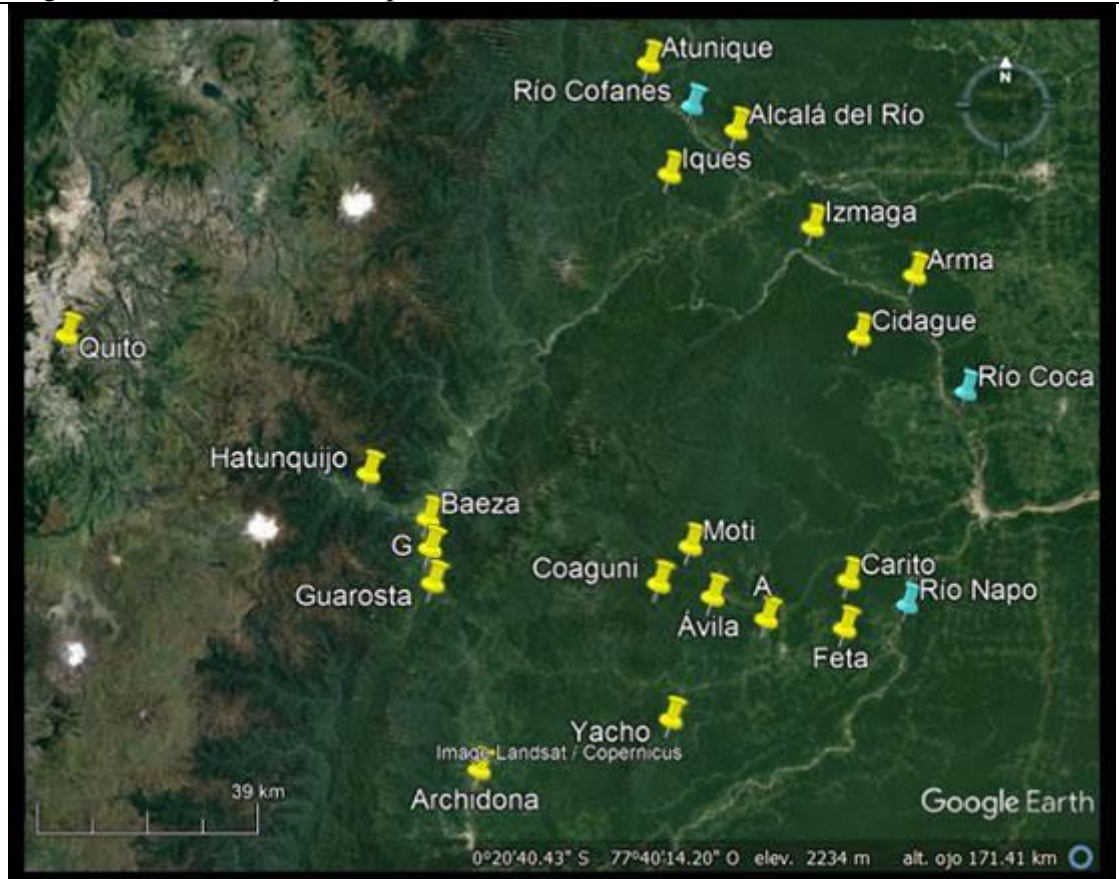 Atunique
Río Cofanes
Alcalá del Río
Iques
N
Izmaga
Arma
Cidague
Quito
Río Coca
Hatunquijo
Baeza
G
Guarosta
Moti
Coaguni
A
Ávila
Carito
Río Napo
Feta
Yacho
Image Landsat / Copernicus
Archidona
39 km
Google Earth
0°20'40.43" S 77°40'14.20" O elev. 2234 m alt. ojo 171.41 km